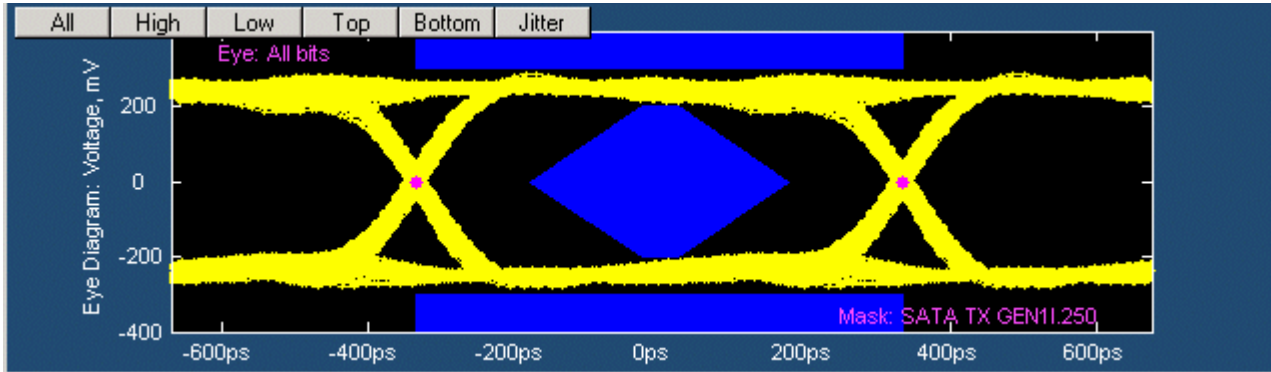 All High Low Top Bottom Jitter
Eye: All bits
Eye Diagram: Voltage, mV
200
0
-200
-400
Mask: SATA TX GEN1I.250
-600ps -400ps -200ps 0ps 200ps 400ps 600ps